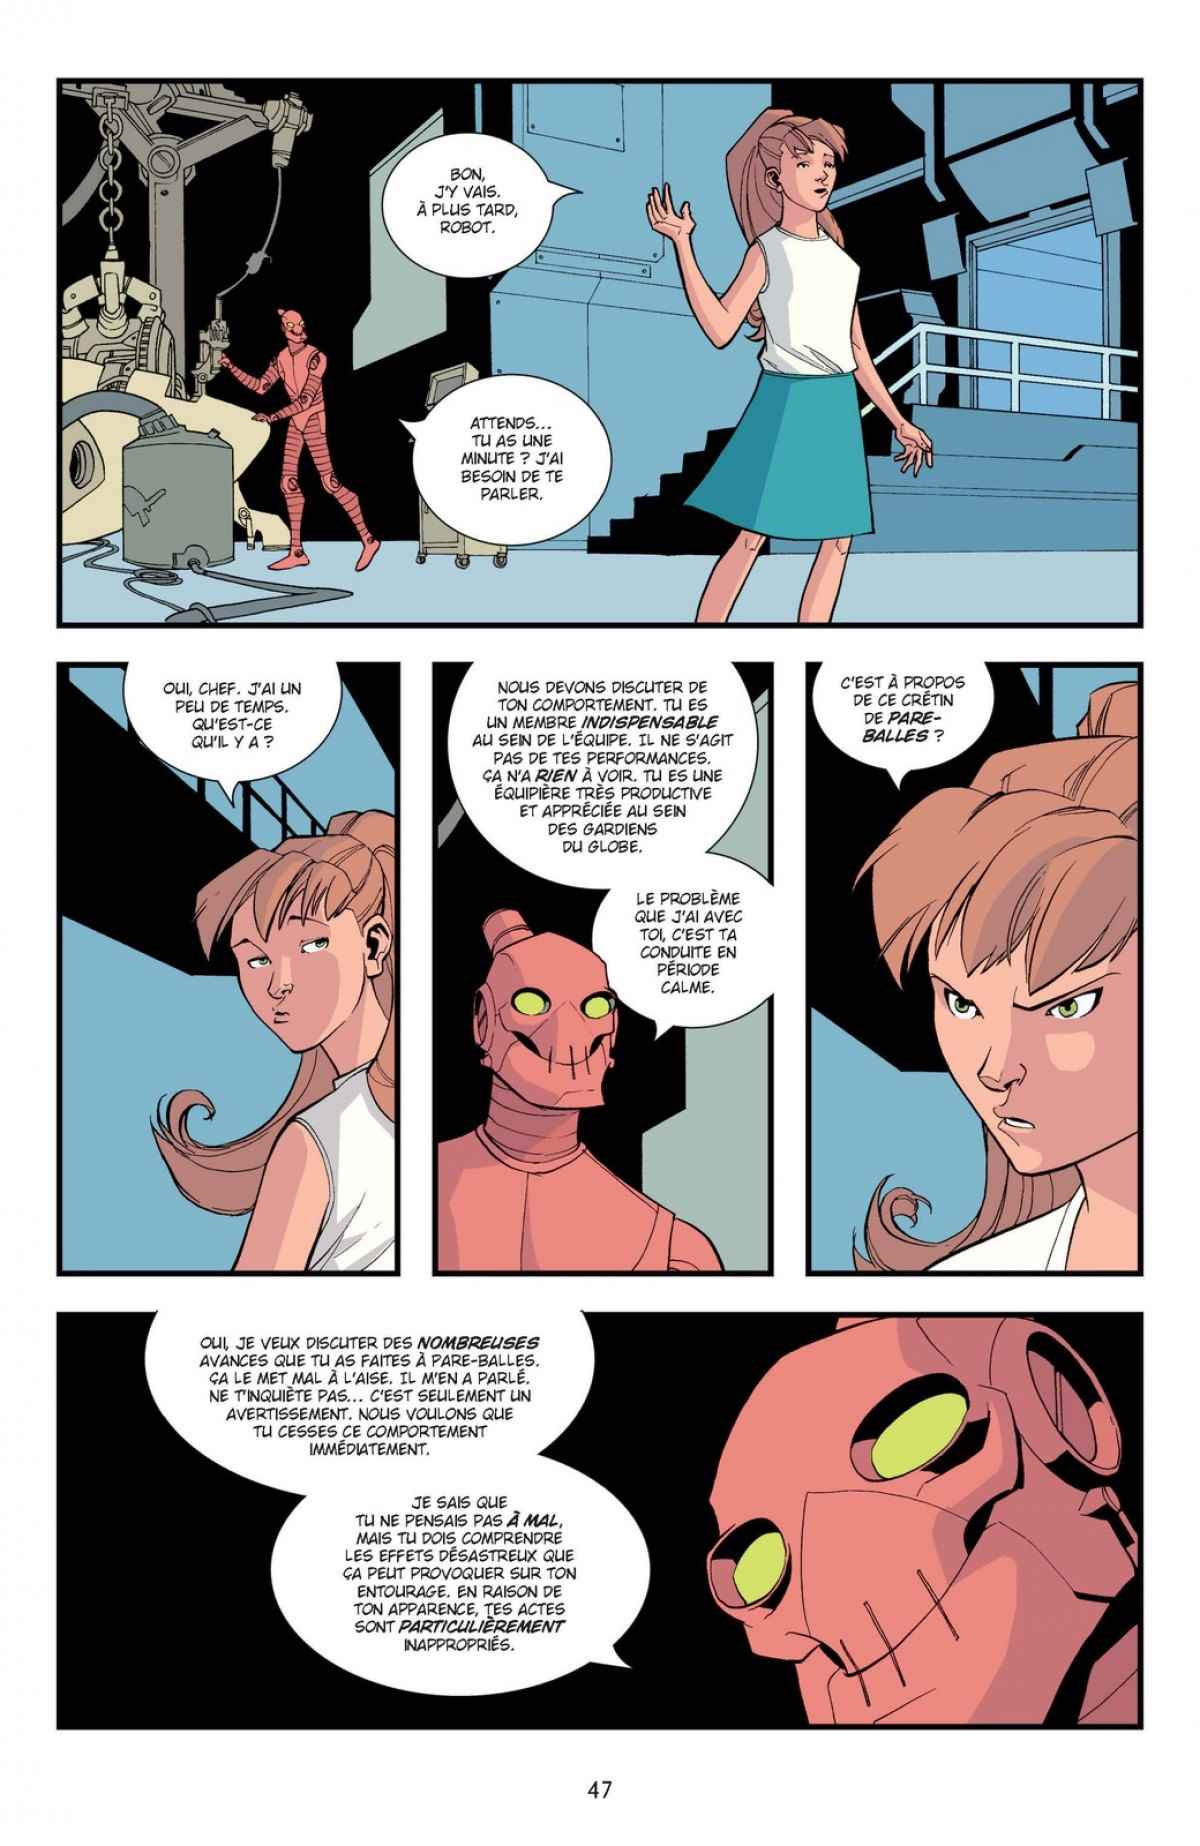 BON,
J'Y VAIS.
À PLUS TARD,
ROBOT.
ATTENDS...
TU AS UNE
MINUTE ? J'AI
BESOIN DE TE
PARLER.
OUI, CHEF. J'AI UN
PEU DE TEMPS.
QU'EST-CE
QU'IL Y A ?
NOUS DEVONS DISCUTER DE
TON COMPORTEMENT. TU ES
UN MEMBRE INDISPENSABLE
AU SEIN DE L'ÉQUIPE. IL NE S'AGIT
PAS DE TES PERFORMANCES.
ÇA N'A RIEN À VOIR. TU ES UNE
ÉQUIPIÈRE TRÈS PRODUCTIVE
ET APPRÉCIÉE AU SEIN
DES GARDIENS
DU GLOBE.
LE PROBLÈME
QUE J'AI AVEC
TOI, C'EST TA
CONDUITE EN
PÉRIODE
CALME.
C'EST À PROPOS
DE CE CRÉTIN
DE PARE-
BALLES ?
OUI, JE VEUX DISCUTER DES NOMBREUSES
AVANCES QUE TU AS FAITES À PARE-BALLES.
ÇA LE MET MAL À L'AISE. IL M'EN A PARLÉ.
NE T'INQUIÈTE PAS... C'EST SEULEMENT UN
AVERTISSEMENT. NOUS VOULONS QUE
TU CESSES CE COMPORTEMENT
IMMÉDIATEMENT.
JE SAIS QUE
TU NE PENSAIS PAS À MAL,
MAIS TU DOIS COMPRENDRE
LES EFFETS DÉSASTREUX QUE
ÇA PEUT PROVOQUER SUR TON
ENTOURAGE. EN RAISON DE
TON APPARENCE, TES ACTES
SONT PARTICULIÈREMENT
INAPPROPRIÉS.
47